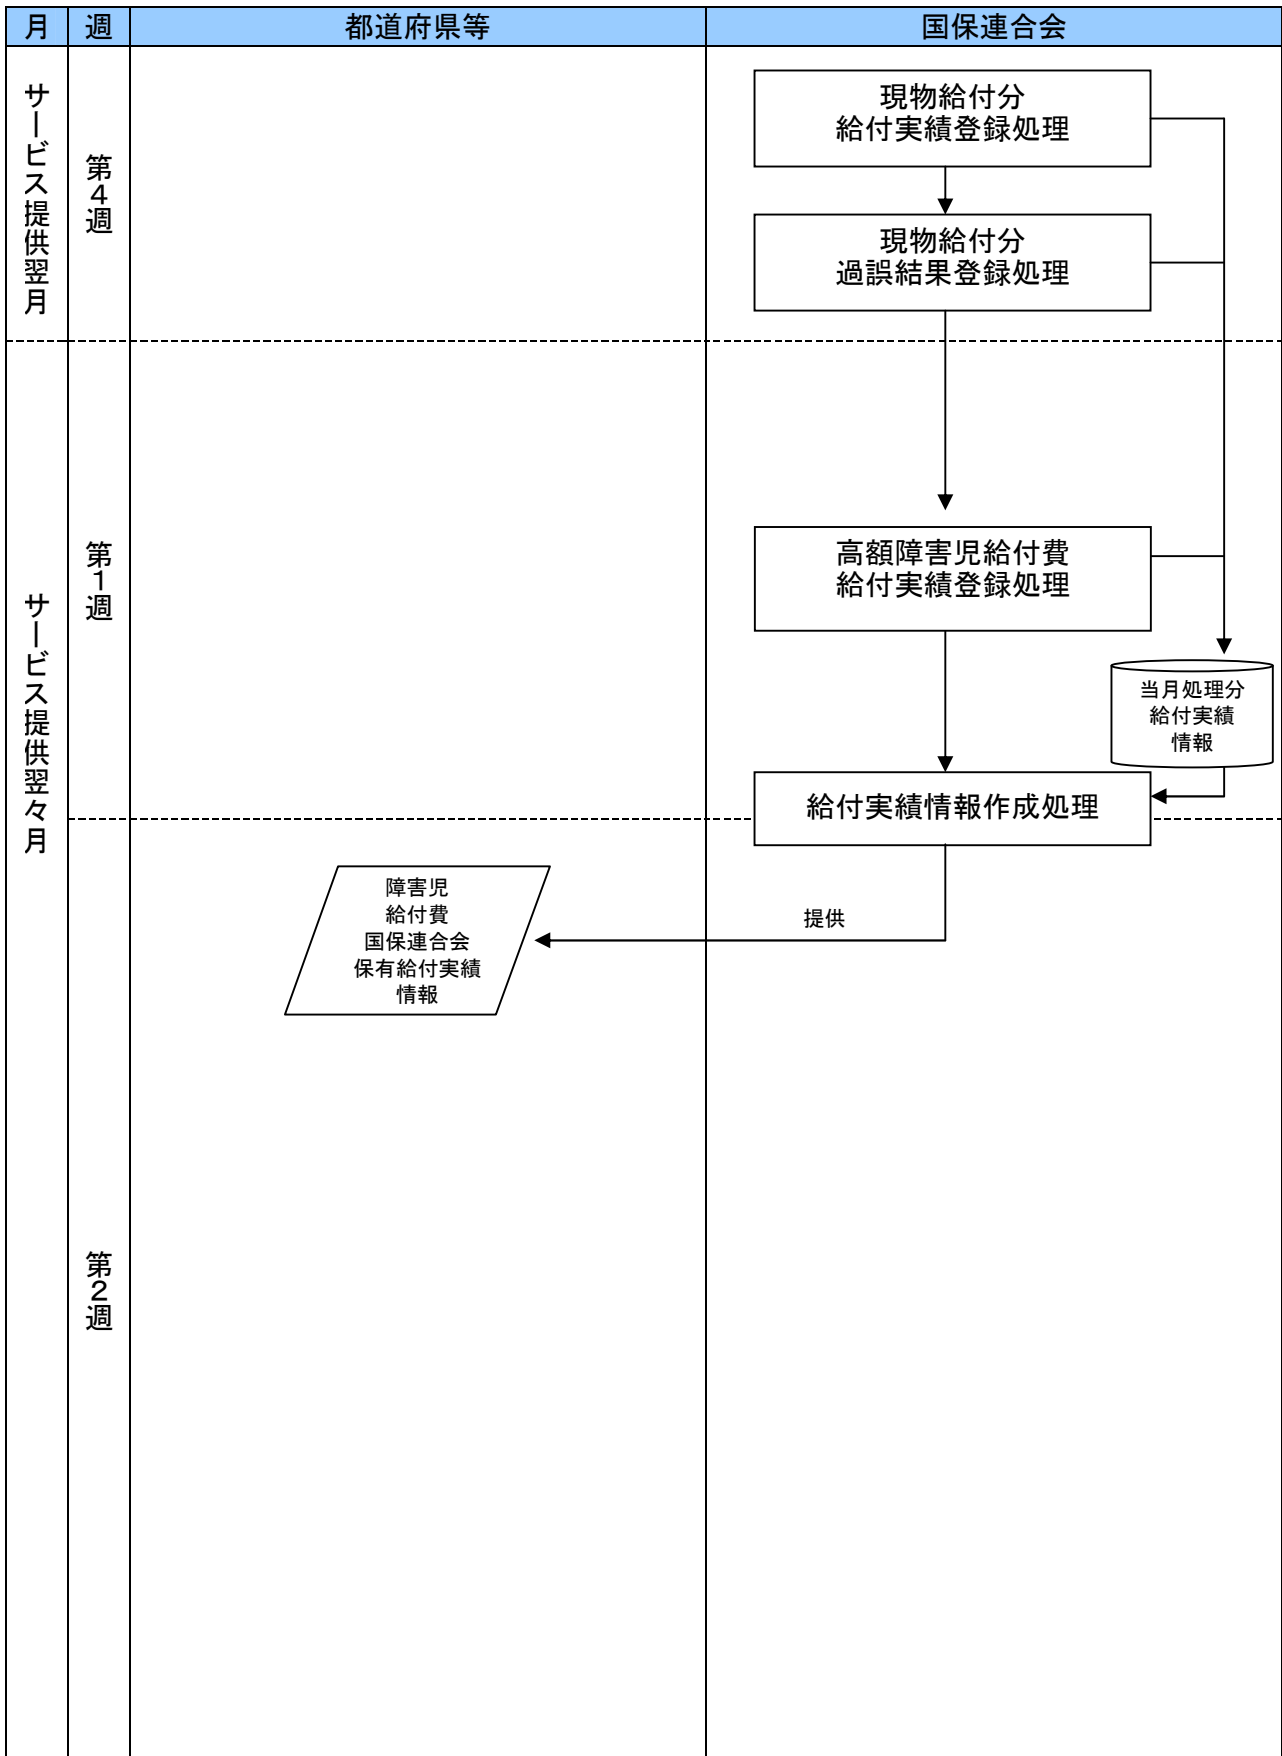 月
週
都道府県等
国保連合会
サービス提供翌月
第４週
現物給付分
給付実績登録処理
現物給付分
過誤結果登録処理
サービス提供翌々月
第１週
高額障害児給付費
給付実績登録処理
当月処理分
給付実績
情報
給付実績情報作成処理
第２週
障害児
給付費
国保連合会
保有給付実績
情報
提供